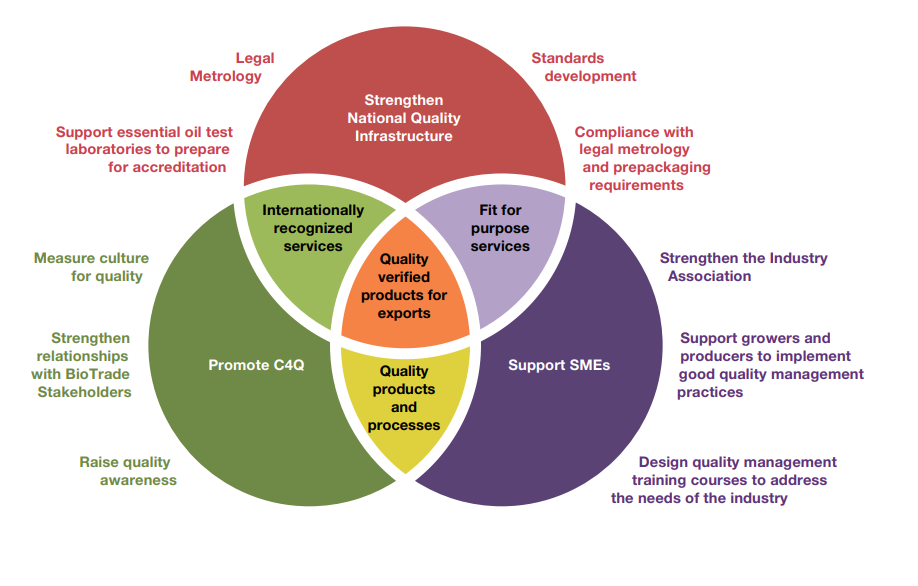 Legal
Metrology
Standards
development
Strengthen
National Quality
Infrastructure
Support essential oil test
laboratories to prepare
for accreditation
Compliance with
legal metrology
and prepackaging
requirements
Internationally
recognized
services
Fit for
purpose
services
Quality
verified
products for
exports
Measure culture
for quality
Strengthen the Industry
Association
Strengthen
relationships
with BioTrade
Stakeholders
Promote C4Q
Quality
products
and
processes
Support SMEs
Support growers and
producers to implement
good quality management
practices
Raise quality
awareness
Design quality management
training courses to address
the needs of the industry